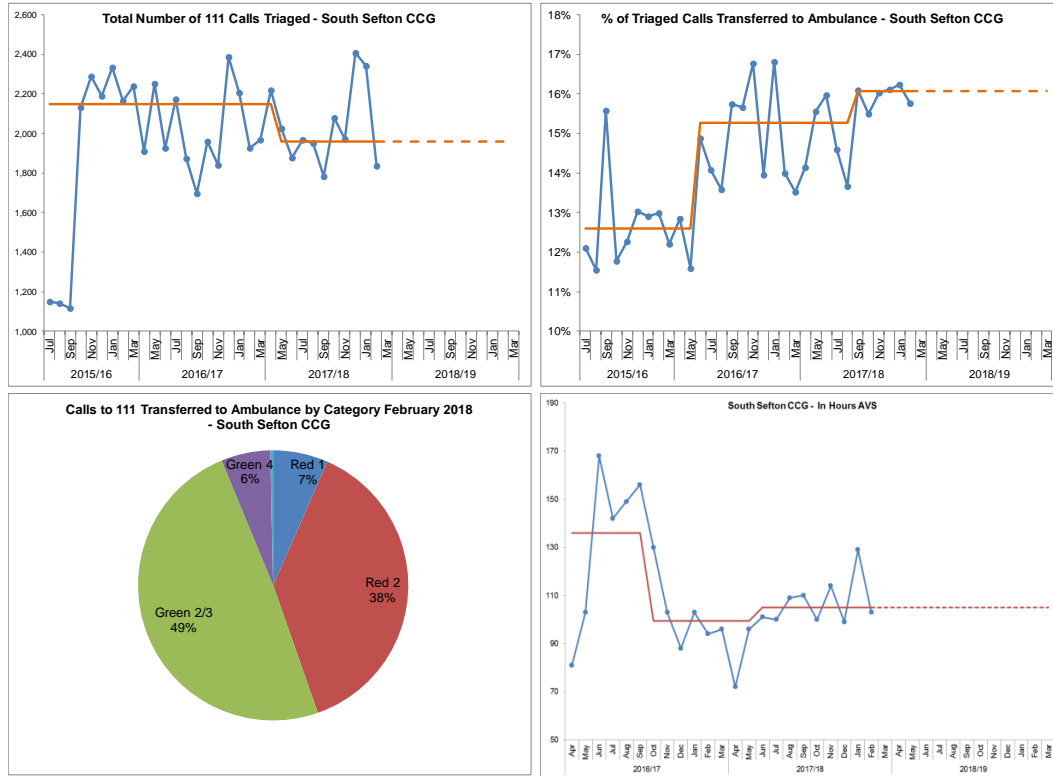 Total Number of 111 Calls Triaged - South Sefton CCG
2,600
2,400
2,200
2,000
1,800
1,600
1,400
1,200
1,000
Jul Sep Nov Jan Mar May Jul Sep Nov Jan Mar May Jul Sep Nov Jan Mar May Jul Sep Nov Jan Mar
2015/16 2016/17 2017/18 2018/19
% of Triaged Calls Transferred to Ambulance - South Sefton CCG
18%
17%
16%
15%
14%
13%
12%
11%
10%
Jul Sep Nov Jan Mar May Jul Sep Nov Jan Mar May Jul Sep Nov Jan Mar May Jul Sep Nov Jan Mar
2015/16 2016/17 2017/18 2018/19
Calls to 111 Transferred to Ambulance by Category February 2018
- South Sefton CCG
Green 4
6%
Red 1
7%
Red 2
38%
Green 2/3
49%
South Sefton CCG - In Hours AVS
190
170
150
130
110
90
70
50
Apr May Jun Jul Aug Sep Oct Nov Dec Jan Feb Mar Apr May Jun Jul Aug Sep Oct Nov Dec Jan Feb Mar Apr May Jun Jul Aug Sep Oct Nov Dec Jan Feb Mar
2016/17 2017/18 2018/19